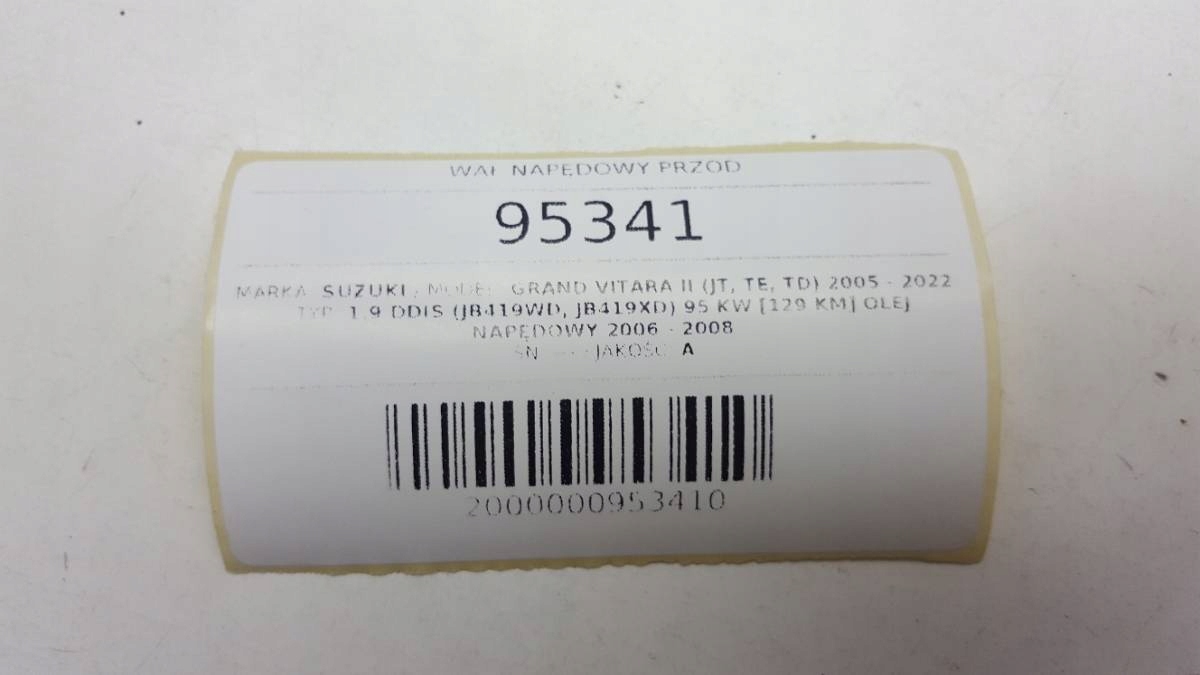 WAŁ NAPĘDOWY PRZOD
95341
MARKA SUZUKI, MODEL GRAND VITARA II (JT, TE, TD) 2005 - 2022
TYP 1.9 DDIS (JB419WD, JB419XD) 95 KW [129 KM] OLEJ
NAPĘDOWY 2006 - 2008
SN --- JAKOŚĆ A
2000000953410